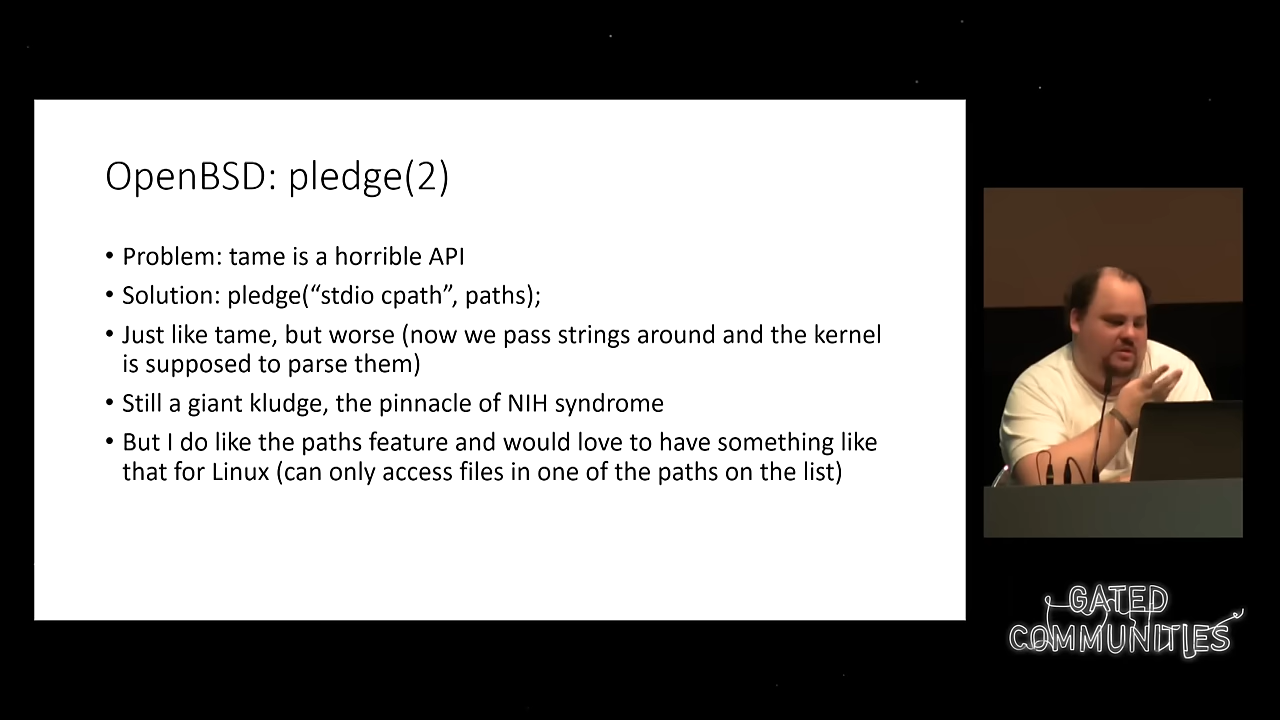 OpenBSD: pledge(2)
• Problem: tame is a horrible API
• Solution: pledge(“stdio cpath”, paths);
• Just like tame, but worse (now we pass strings around and the kernel
is supposed to parse them)
• Still a giant kludge, the pinnacle of NIH syndrome
• But I do like the paths feature and would love to have something like
that for Linux (can only access files in one of the paths on the list)
GATED
COMMUNITIES